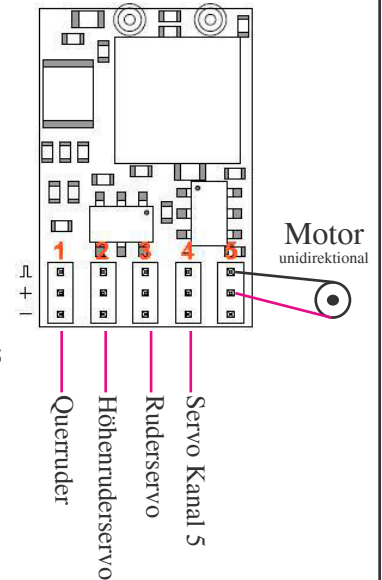 1 2 3 4 5
Motor
unidirektional
+
−
Querruder
Höhenruderservo
Ruderservo
Servo Kanal 5